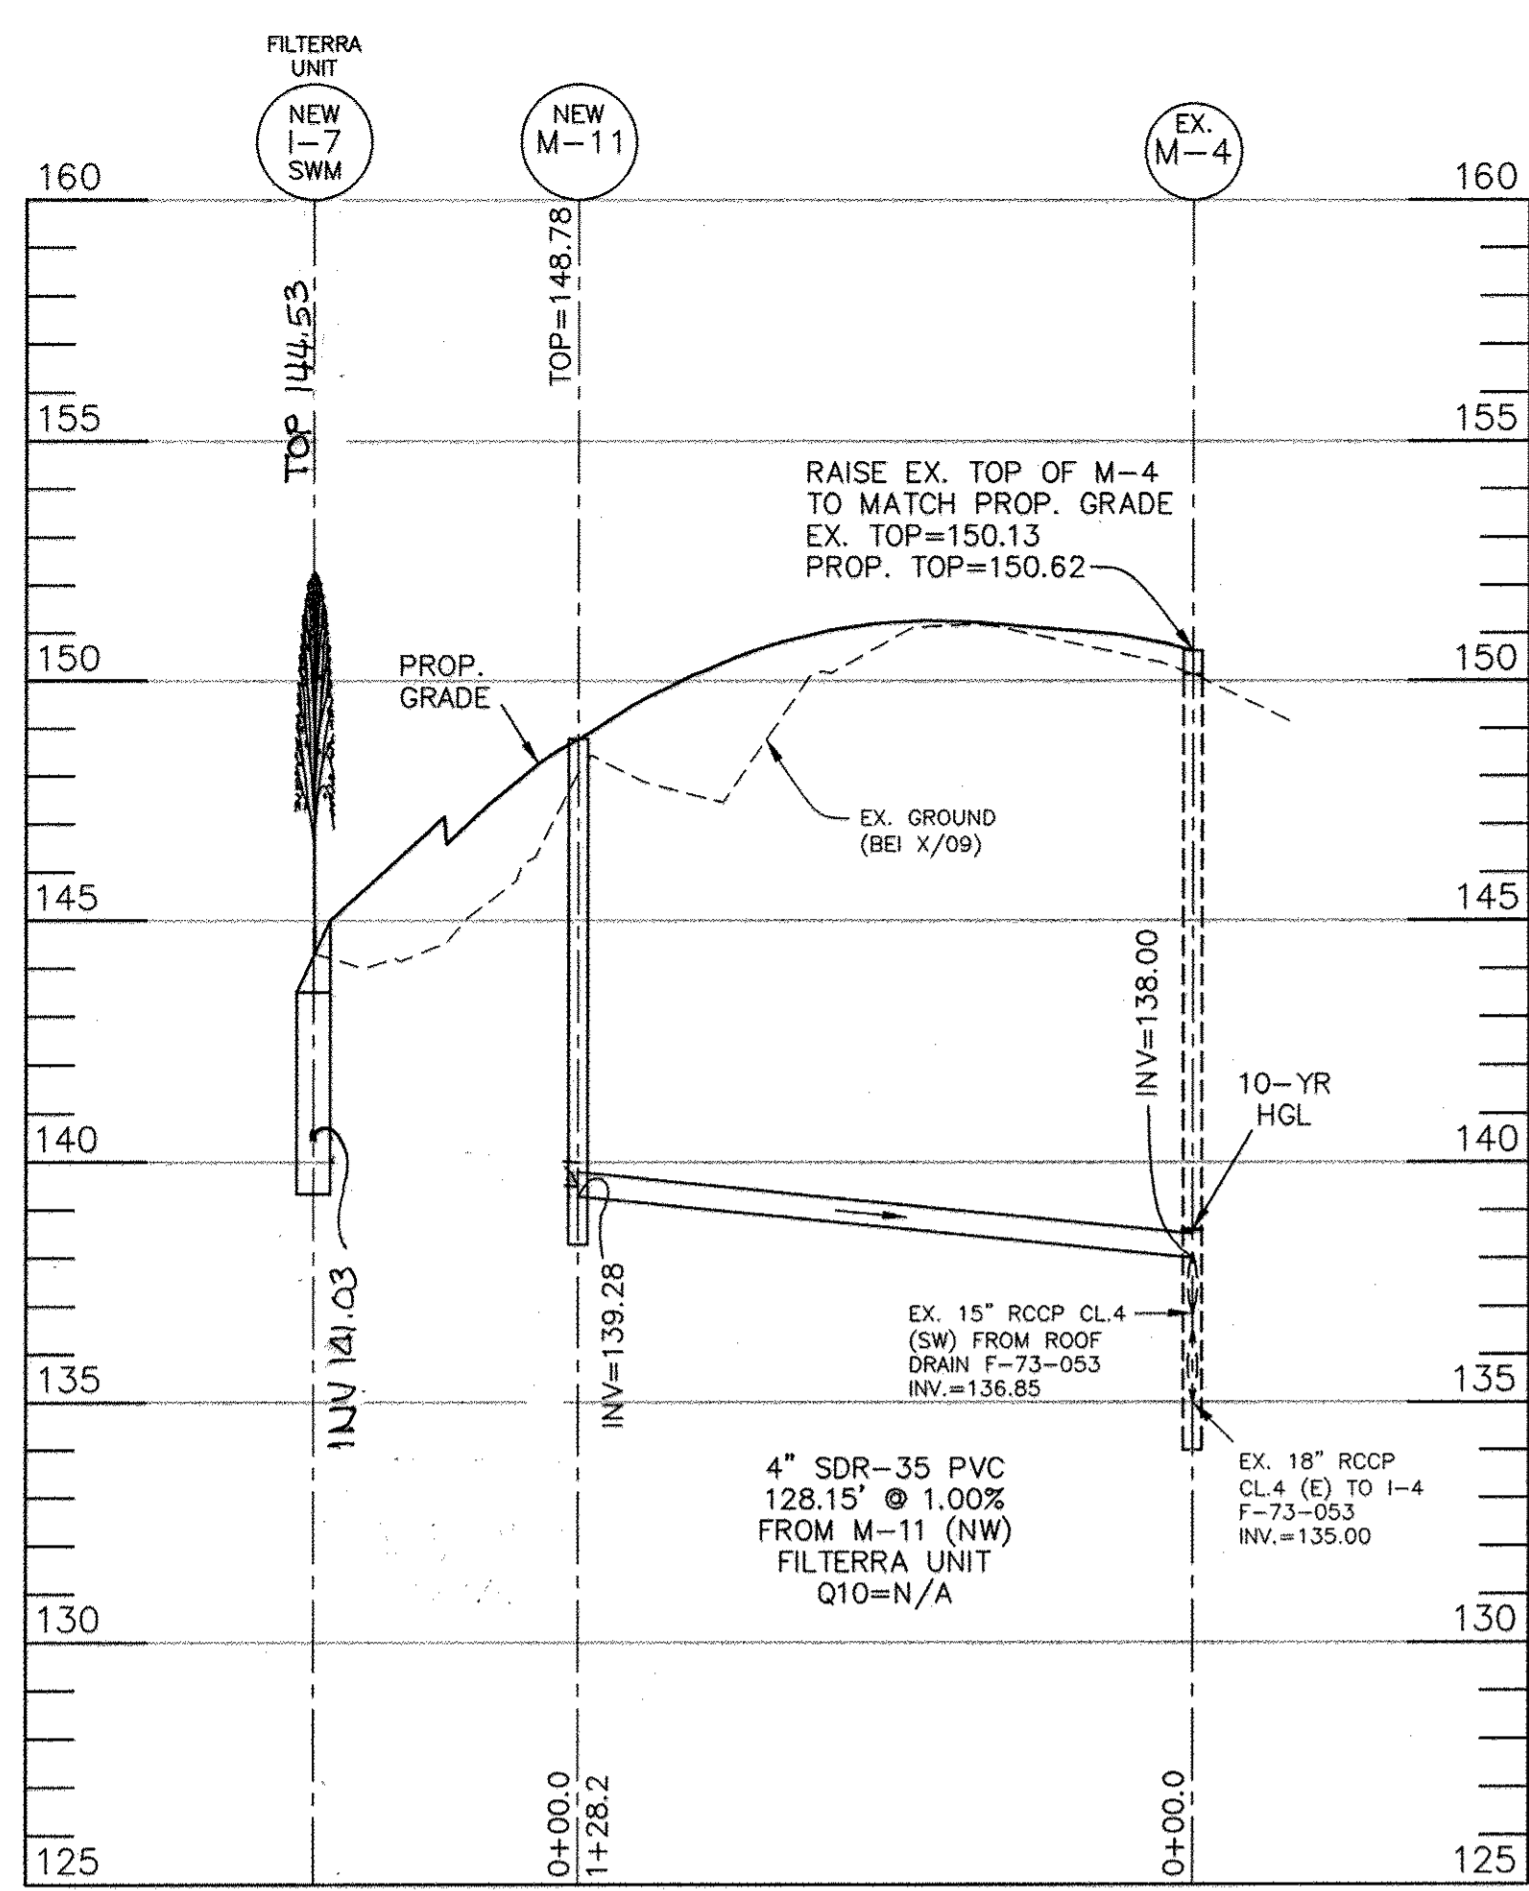 FILTERRA
UNIT
NEW
I-7
SWM
NEW
M-11
EX.
M-4
160
160
TOP 144.53
TOP=148.78
155
155
RAISE EX. TOP OF M-4
TO MATCH PROP. GRADE
EX. TOP=150.13
PROP. TOP=150.62
150
150
PROP.
GRADE
EX. GROUND
(BEI X/09)
145
145
INV=138.00
10-YR
HGL
140
140
INV 141.03
INV=139.28
EX. 15" RCCP CL.4
(SW) FROM ROOF
DRAIN F-73-053
INV.=136.85
135
135
4" SDR-35 PVC
128.15' @ 1.00%
FROM M-11 (NW)
FILTERRA UNIT
Q10=N/A
EX. 18" RCCP
CL.4 (E) TO I-4
F-73-053
INV.=135.00
130
130
0+00.0
1+28.2
0+00.0
125
125